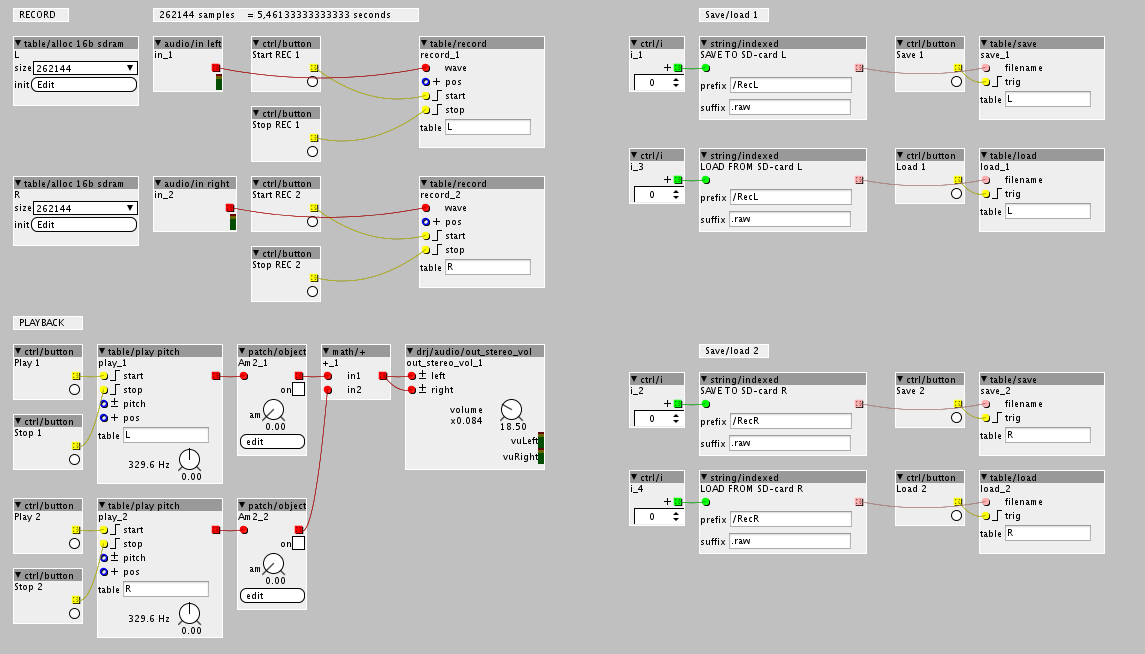 RECORD
262144 samples = 5,46133333333333 seconds
table/alloc 16b sdram
L
size 262144
init Edit
audio/in left
in_1
ctrl/button
Start REC 1
ctrl/button
Stop REC 1
table/record
record_1
wave
+ pos
start
stop
table L
table/alloc 16b sdram
R
size 262144
init Edit
audio/in right
in_2
ctrl/button
Start REC 2
ctrl/button
Stop REC 2
table/record
record_2
wave
+ pos
start
stop
table R
PLAYBACK
ctrl/button
Play 1
ctrl/button
Stop 1
table/play pitch
play_1
start
stop
± pitch
+ pos
table L
329.6 Hz
0.00
patch/object
Am2_1
on
am
0.00
edit
math/+
+_1
in1
in2
drj/audio/out_stereo_vol
out_stereo_vol_1
± left
± right
volume
x0.084
18.50
vuLeft
vuRight
ctrl/button
Play 2
ctrl/button
Stop 2
table/play pitch
play_2
start
stop
± pitch
+ pos
table R
329.6 Hz
0.00
patch/object
Am2_2
on
am
0.00
edit
Save/load 1
ctrl/i
i_1
+
0
string/indexed
SAVE TO SD-card L
prefix /RecL
suffix .raw
ctrl/button
Save 1
table/save
save_1
filename
trig
table L
ctrl/i
i_3
+
0
string/indexed
LOAD FROM SD-card L
prefix /RecL
suffix .raw
ctrl/button
Load 1
table/load
load_1
filename
trig
table L
Save/load 2
ctrl/i
i_2
+
0
string/indexed
SAVE TO SD-card R
prefix /RecR
suffix .raw
ctrl/button
Save 2
table/save
save_2
filename
trig
table R
ctrl/i
i_4
+
0
string/indexed
LOAD FROM SD-card R
prefix /RecR
suffix .raw
ctrl/button
Load 2
table/load
load_2
filename
trig
table R